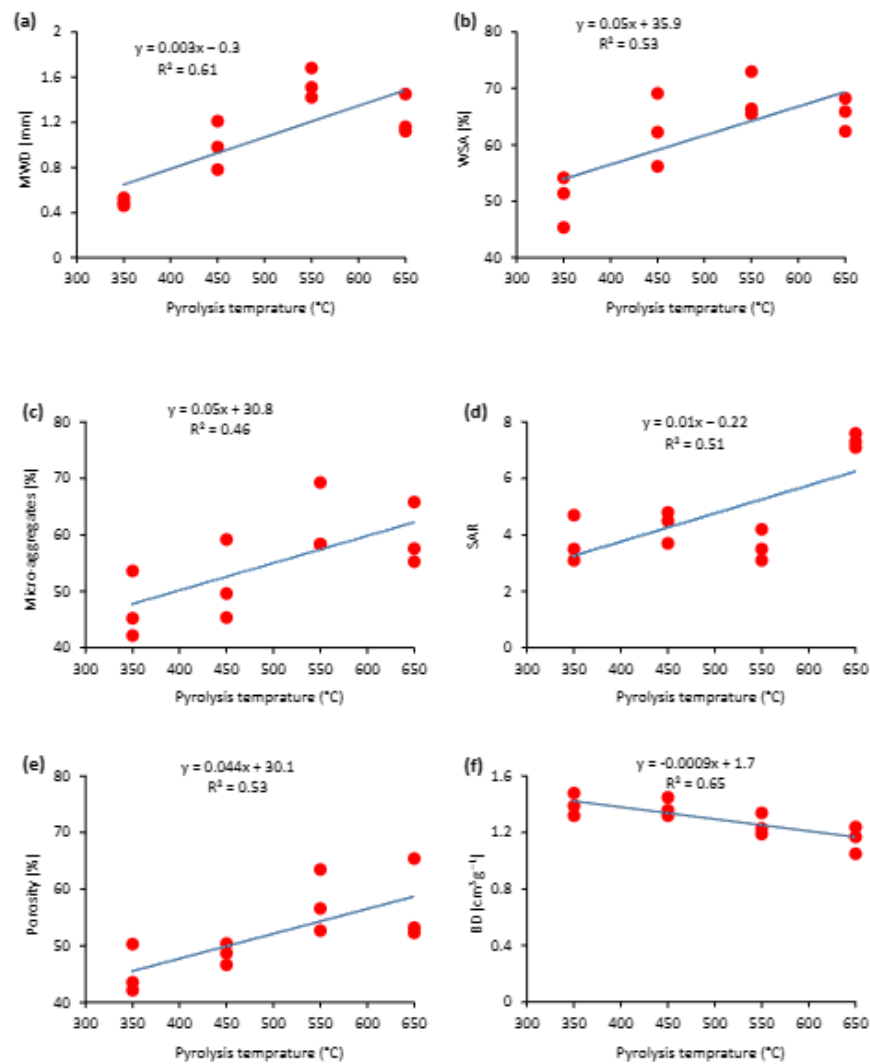 (a)
y = 0.003x – 0.3
R² = 0.61
MWD |mm|
2
1.6
1.2
0.8
0.4
0
300 350 400 450 500 550 600 650
Pyrolysis temprature (°C)
(b)
y = 0.05x + 35.9
R² = 0.53
WSA |%|
80
70
60
50
40
300 350 400 450 500 550 600 650
Pyrolysis temprature (°C)
(c)
y = 0.05x + 30.8
R² = 0.46
Micro-aggregates |%|
80
70
60
50
40
300 350 400 450 500 550 600 650
Pyrolysis temprature (°C)
(d)
y = 0.01x – 0.22
R² = 0.51
SAR
8
6
4
2
0
300 350 400 450 500 550 600 650
Pyrolysis temprature (°C)
(e)
y = 0.044x + 30.1
R² = 0.53
Porosity |%|
80
70
60
50
40
300 350 400 450 500 550 600 650
Pyrolysis temprature (°C)
(f)
y = -0.0009x + 1.7
R² = 0.65
BD |cm³g⁻¹|
1.6
1.2
0.8
0.4
0
300 350 400 450 500 550 600 650
Pyrolysis temprature (°C)